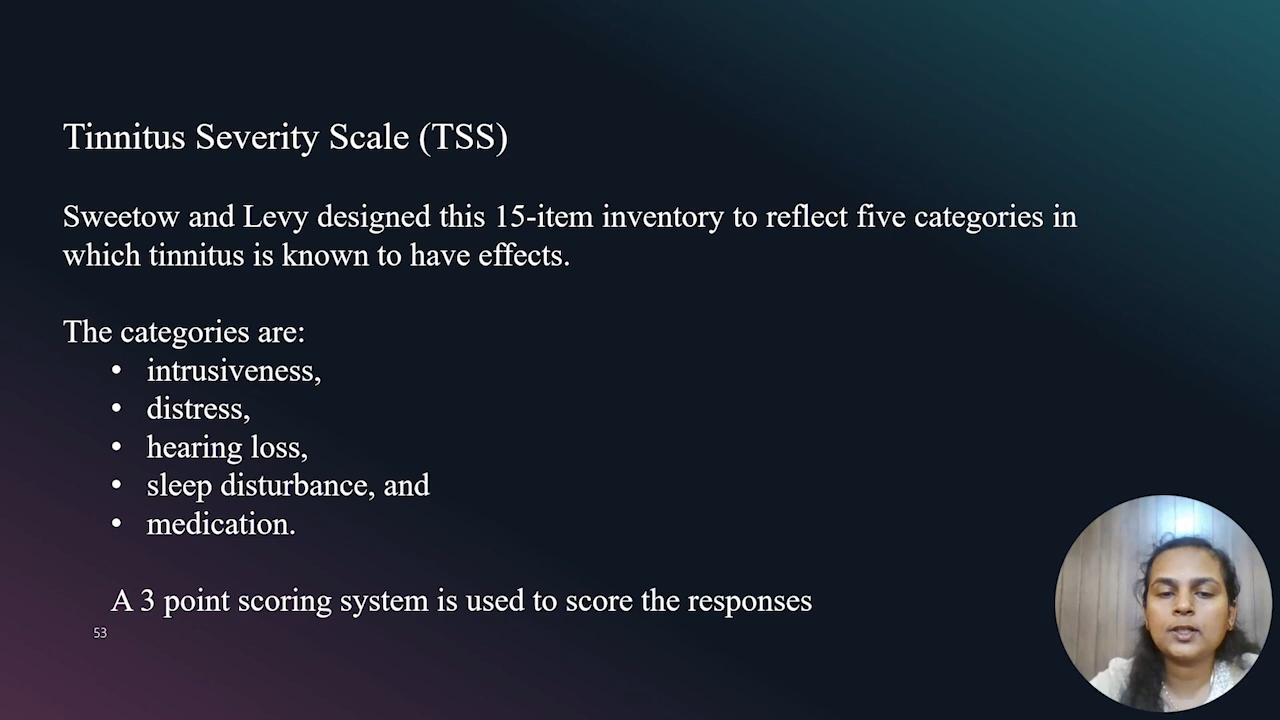 Tinnitus Severity Scale (TSS)
Sweetow and Levy designed this 15-item inventory to reflect five categories in
which tinnitus is known to have effects.
The categories are:
• intrusiveness,
• distress,
• hearing loss,
• sleep disturbance, and
• medication.
A 3 point scoring system is used to score the responses
53